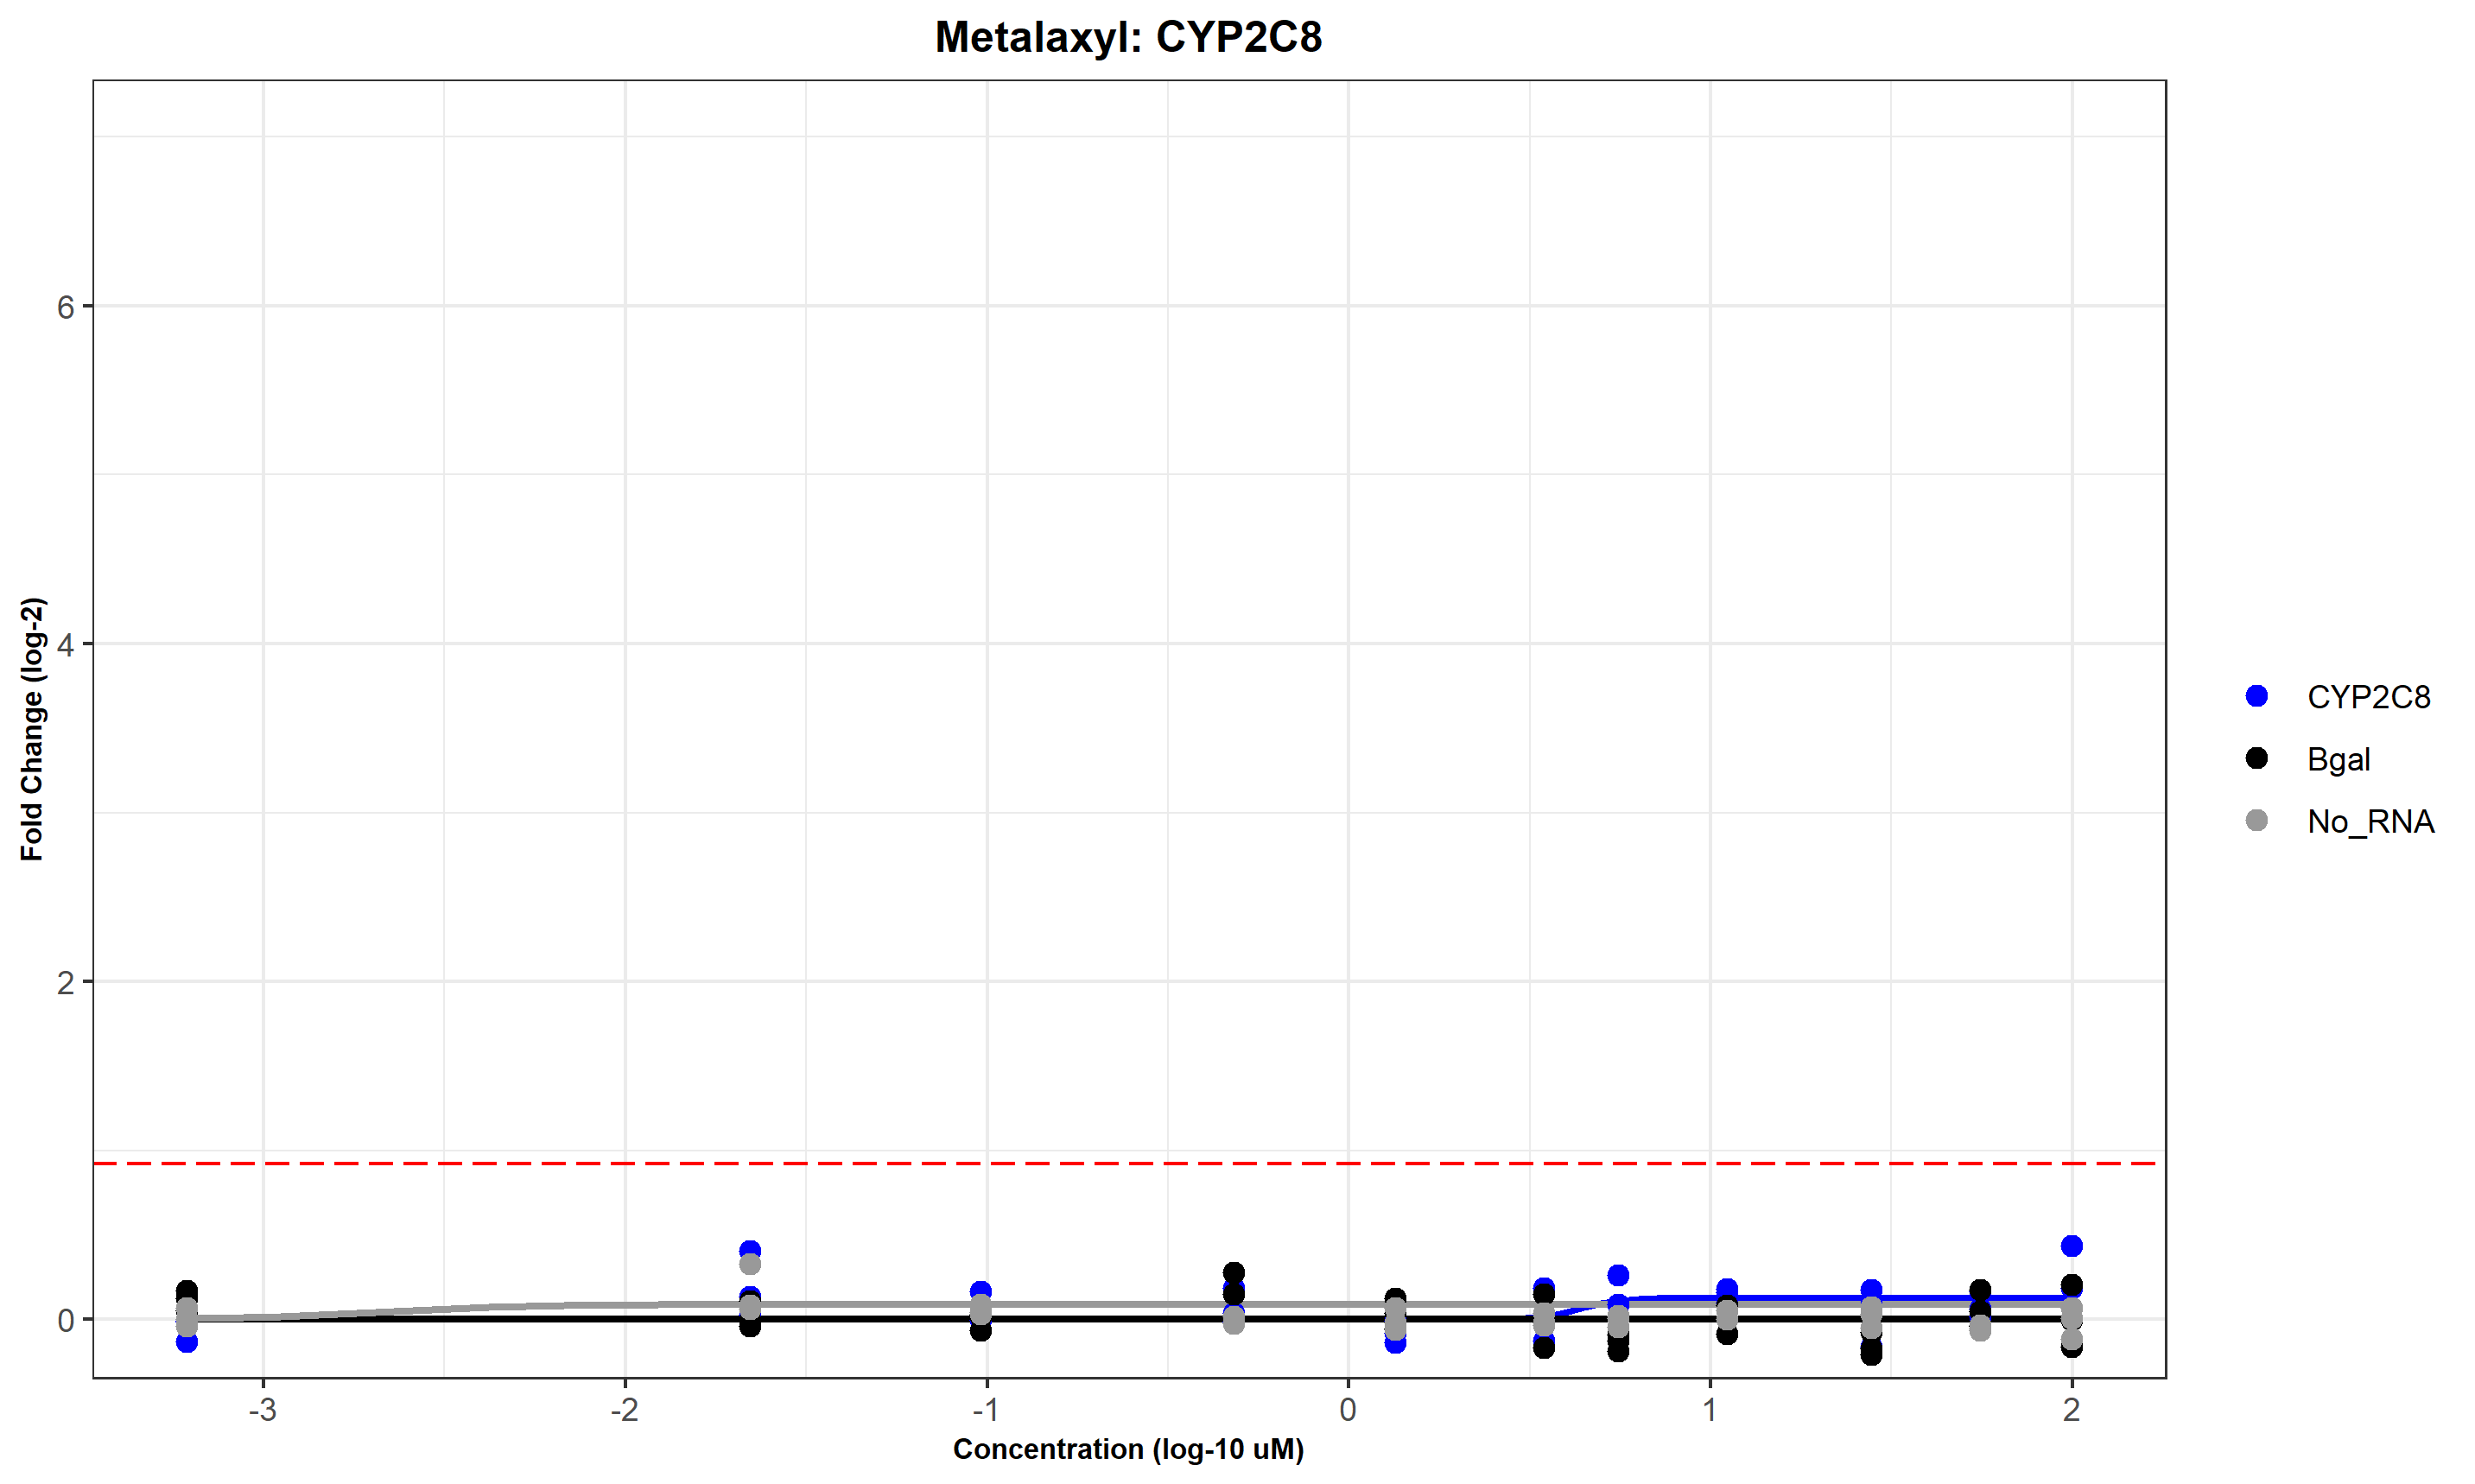 Metalaxyl: CYP2C8
Fold Change (log-2)
6
4
2
0
-3
-2
-1
0
1
2
Concentration (log-10 uM)
CYP2C8
Bgal
No_RNA